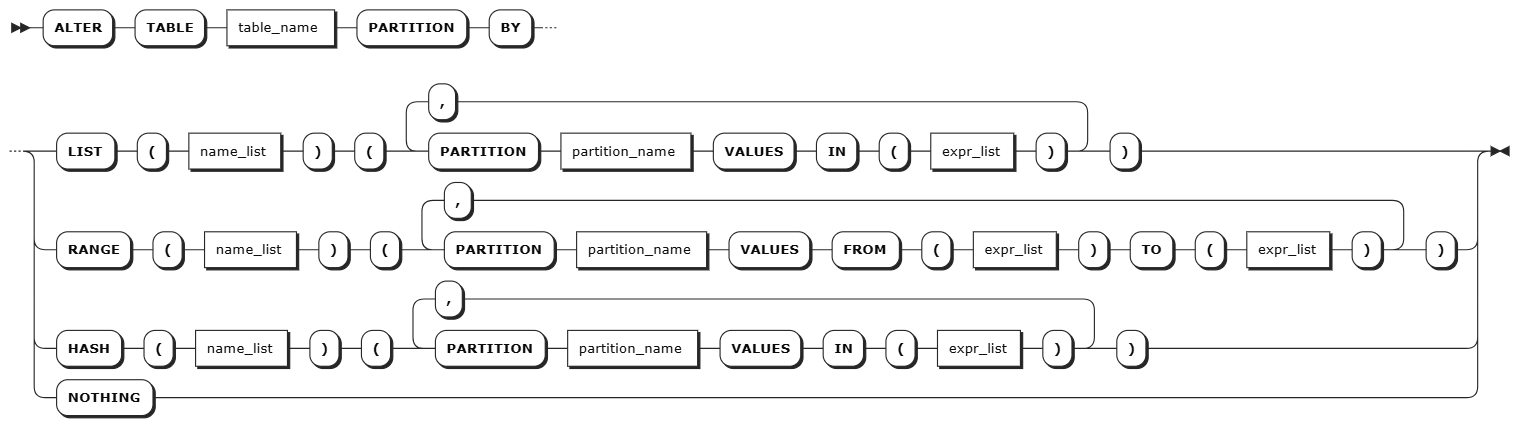 ALTER TABLE table_name PARTITION BY
,
LIST ( name_list ) ( PARTITION partition_name VALUES IN ( expr_list ) )
,
RANGE ( name_list ) ( PARTITION partition_name VALUES FROM ( expr_list ) TO ( expr_list ) )
,
HASH ( name_list ) ( PARTITION partition_name VALUES IN ( expr_list ) )
NOTHING